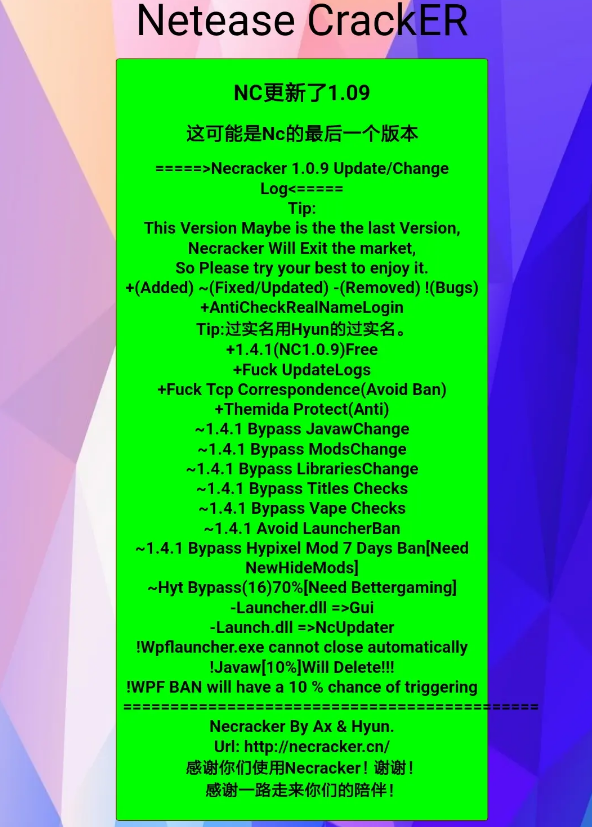 Netease CrackER
NC更新了1.09
这可能是Nc的最后一个版本
=====>Necracker 1.0.9 Update/Change
Log<=====
Tip:
This Version Maybe is the the last Version,
Necracker Will Exit the market,
So Please try your best to enjoy it.
+(Added) ~(Fixed/Updated) -(Removed) !(Bugs)
+AntiCheckRealNameLogin
Tip:过实名用Hyun的过实名。
+1.4.1(NC1.0.9)Free
+Fuck UpdateLogs
+Fuck Tcp Correspondence(Avoid Ban)
+Themida Protect(Anti)
~1.4.1 Bypass JavawChange
~1.4.1 Bypass ModsChange
~1.4.1 Bypass LibrariesChange
~1.4.1 Bypass Titles Checks
~1.4.1 Bypass Vape Checks
~1.4.1 Avoid LauncherBan
~1.4.1 Bypass Hypixel Mod 7 Days Ban[Need
NewHideMods]
~Hyt Bypass(16)70%[Need Bettergaming]
-Launcher.dll =>Gui
-Launch.dll =>NcUpdater
!Wpflauncher.exe cannot close automatically
!Javaw[10%]Will Delete!!!
!WPF BAN will have a 10 % chance of triggering
============================================
Necracker By Ax & Hyun.
Url: http://necracker.cn/
感谢你们使用Necracker！谢谢！
感谢一路走来你们的陪伴！